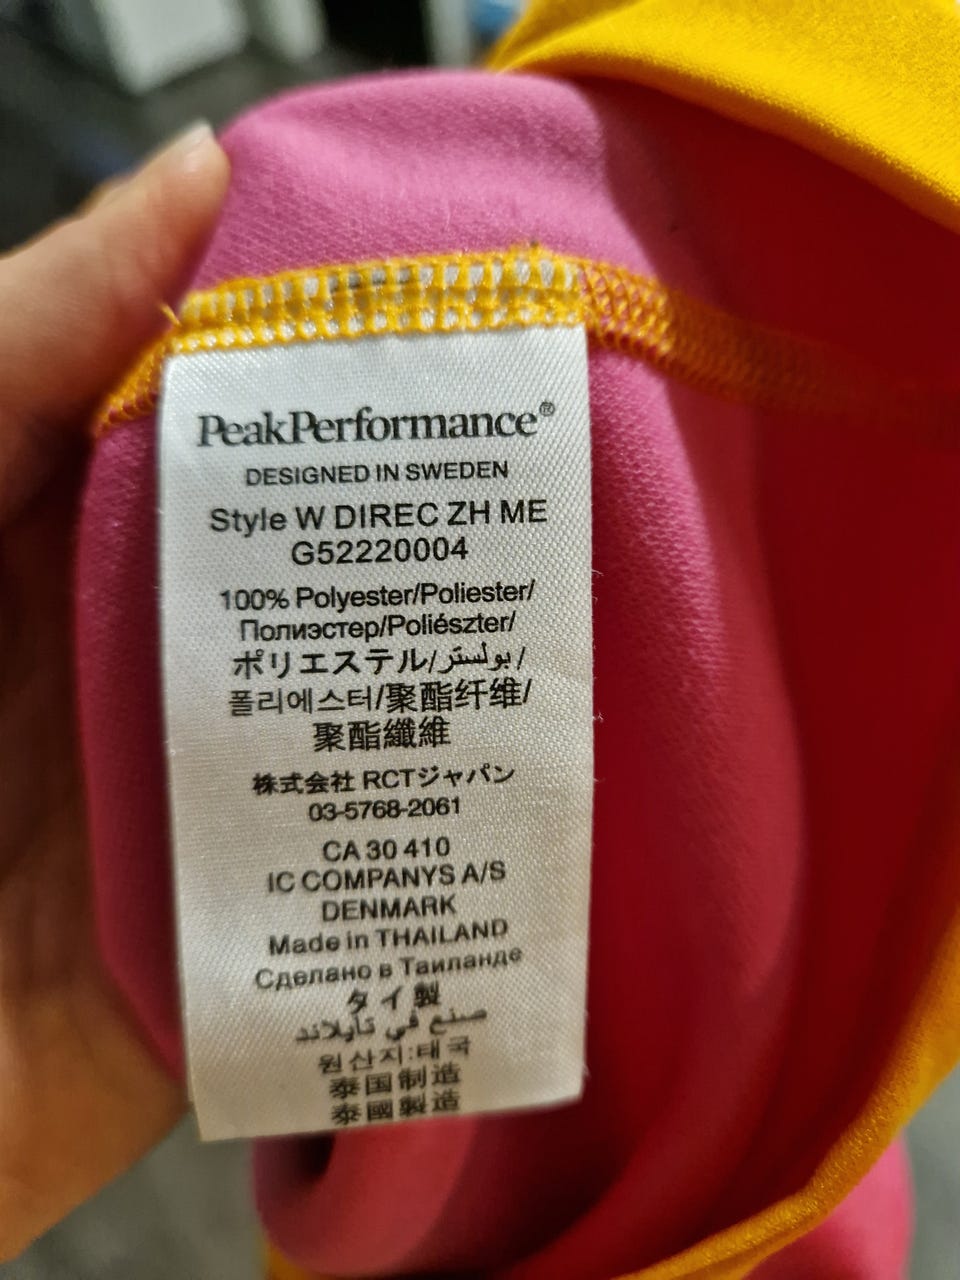 PeakPerformance®
DESIGNED IN SWEDEN
Style W DIREC ZH ME
G52220004
100% Polyester/Poliester/
Полиэстер/Poliészter/
ポリエステル/بولستر/
폴리에스터/聚酯纤维/
聚酯纖維
株式会社 RCTジャパン
03-5768-2061
CA 30 410
IC COMPANYS A/S
DENMARK
Made in THAILAND
Сделано в Таиланде
タイ製
صنع في تايلاند
원산지:태국
泰国制造
泰國製造